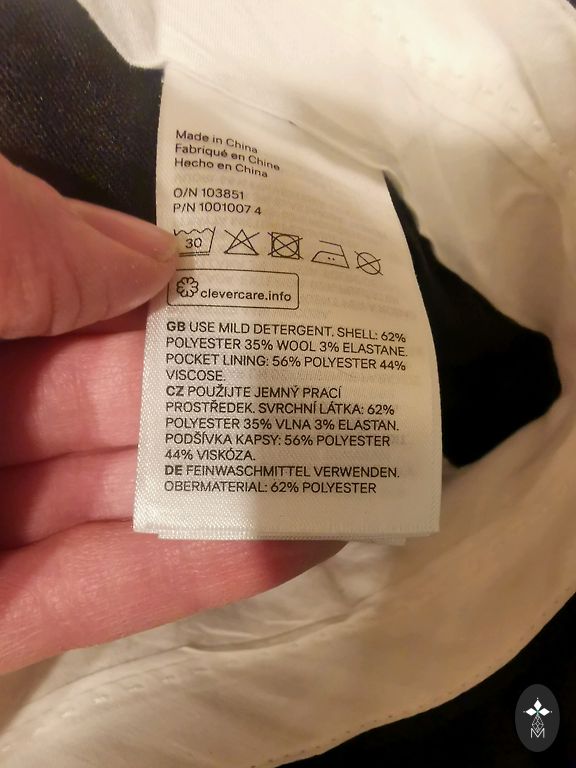 Made in China
Fabriqué en Chine
Hecho en China
O/N 103851
P/N 1001007 4
30
clevercare.info
GB USE MILD DETERGENT. SHELL: 62%
POLYESTER 35% WOOL 3% ELASTANE.
POCKET LINING: 56% POLYESTER 44%
VISCOSE.
CZ POUŽIJTE JEMNÝ PRACÍ
PROSTŘEDEK. SVRCHNÍ LÁTKA: 62%
POLYESTER 35% VLNA 3% ELASTAN.
PODŠÍVKA KAPSY: 56% POLYESTER
44% VISKÓZA.
DE FEINWASCHMITTEL VERWENDEN.
OBERMATERIAL: 62% POLYESTER
M